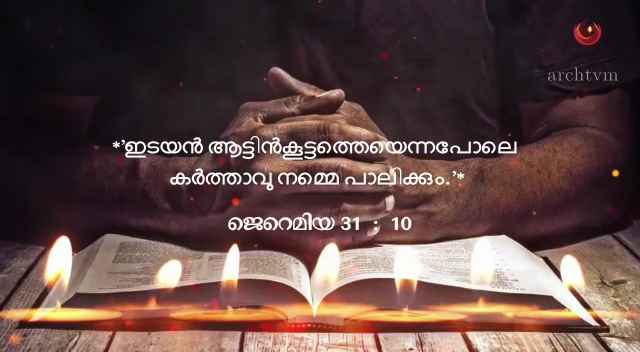 archtvm
*’ഇടയൻ ആട്ടിൻകൂട്ടത്തെയെന്നപോലെ
കർത്താവു നമ്മെ പാലിക്കും.’*
ജെറെമിയ 31 : 10